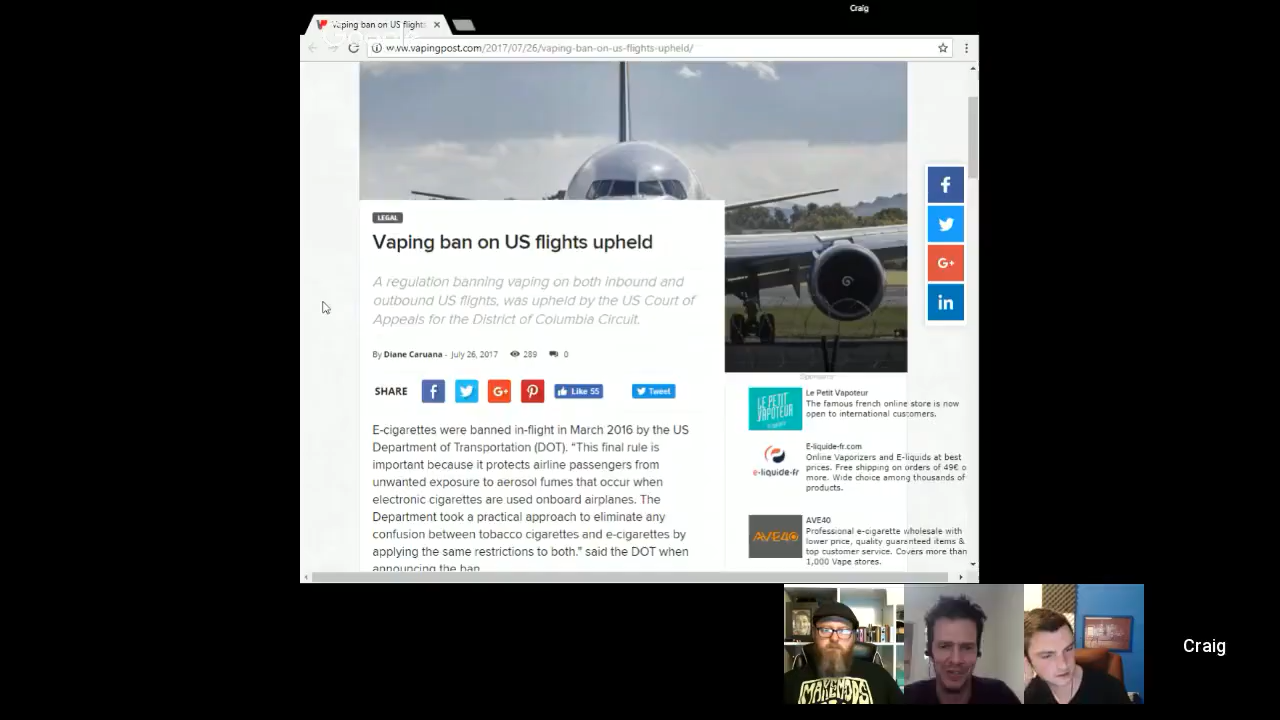 Craig
Vaping ban on US flights
www.vapingpost.com/2017/07/26/vaping-ban-on-us-flights-upheld/
LEGAL
Vaping ban on US flights upheld
A regulation banning vaping on both inbound and
outbound US flights, was upheld by the US Court of
Appeals for the District of Columbia Circuit.
By Diane Caruana - July 26, 2017 289 0
SHARE Like 55 Tweet
E-cigarettes were banned in-flight in March 2016 by the US
Department of Transportation (DOT). “This final rule is
important because it protects airline passengers from
unwanted exposure to aerosol fumes that occur when
electronic cigarettes are used onboard airplanes. The
Department took a practical approach to eliminate any
confusion between tobacco cigarettes and e-cigarettes by
applying the same restrictions to both.” said the DOT when
announcing the ban
f
G+
in
Sponsors
LE PETIT VAPOTEUR
Le Petit Vapoteur
The famous french online store is now
open to international customers.
e-liquide-fr
E-liquide-fr.com
Online Vaporizers and E-liquids at best
prices. Free shipping on orders of 49€ o
more. Wide choice among thousands of
products.
AVE40
AVE40
Professional e-cigarette wholesale with
lower price, quality guaranteed items &
top customer service. Covers more than
1,000 Vape stores.
MAKEMODS
Craig